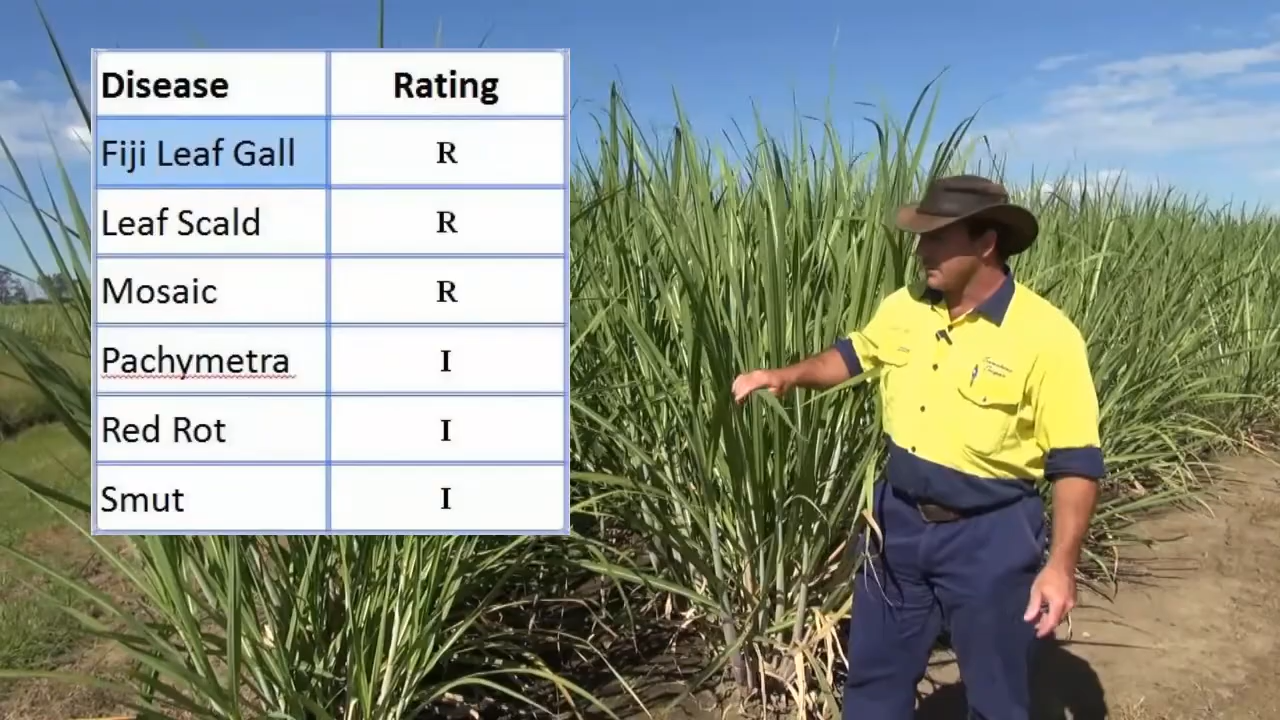 Disease Rating
Fiji Leaf Gall R
Leaf Scald R
Mosaic R
Pachymetra I
Red Rot I
Smut I